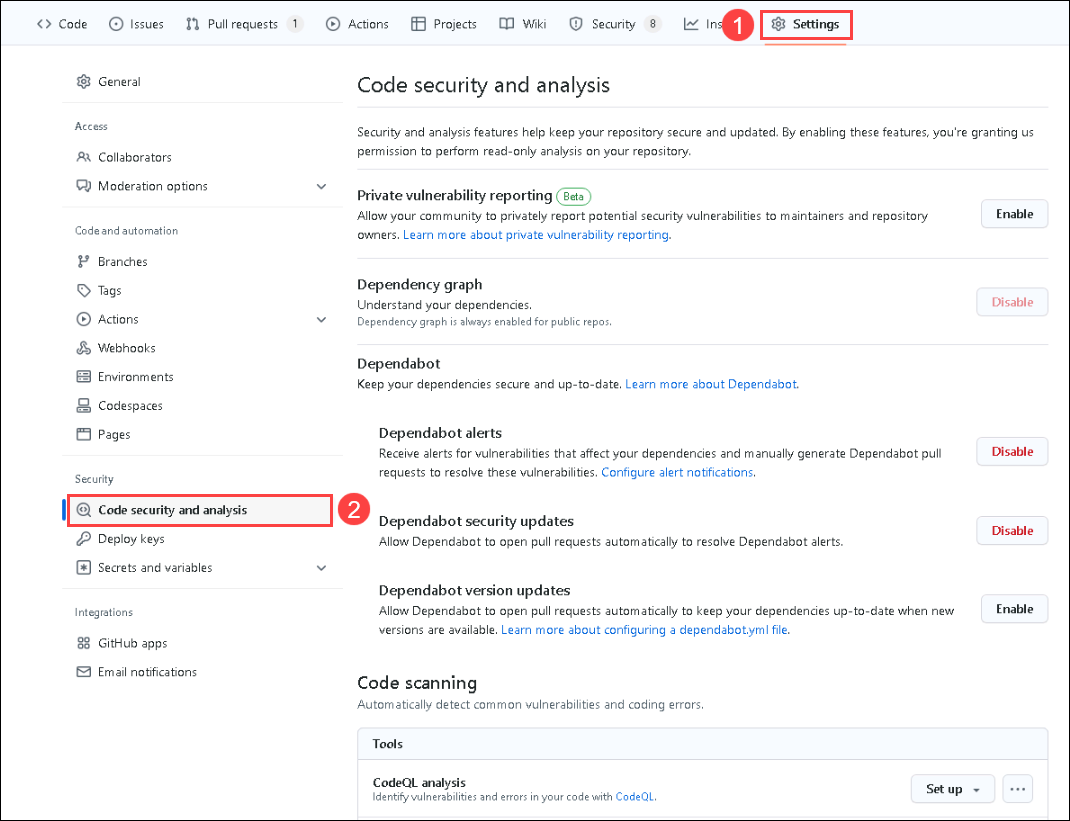 Code Issues Pull requests 1 Actions Projects Wiki Security 8 Ins 1 Settings
General
Access
Collaborators
Moderation options
Code and automation
Branches
Tags
Actions
Webhooks
Environments
Codespaces
Pages
Security
Code security and analysis 2
Deploy keys
Secrets and variables
Integrations
GitHub apps
Email notifications
Code security and analysis
Security and analysis features help keep your repository secure and updated. By enabling these features, you're granting us
permission to perform read-only analysis on your repository.
Private vulnerability reporting Beta
Allow your community to privately report potential security vulnerabilities to maintainers and repository
owners. Learn more about private vulnerability reporting.
Enable
Dependency graph
Understand your dependencies.
Dependency graph is always enabled for public repos.
Disable
Dependabot
Keep your dependencies secure and up-to-date. Learn more about Dependabot.
Dependabot alerts
Receive alerts for vulnerabilities that affect your dependencies and manually generate Dependabot pull
requests to resolve these vulnerabilities. Configure alert notifications.
Disable
Dependabot security updates
Allow Dependabot to open pull requests automatically to resolve Dependabot alerts.
Disable
Dependabot version updates
Allow Dependabot to open pull requests automatically to keep your dependencies up-to-date when new
versions are available. Learn more about configuring a dependabot.yml file.
Enable
Code scanning
Automatically detect common vulnerabilities and coding errors.
Tools
CodeQL analysis
Identify vulnerabilities and errors in your code with CodeQL.
Set up